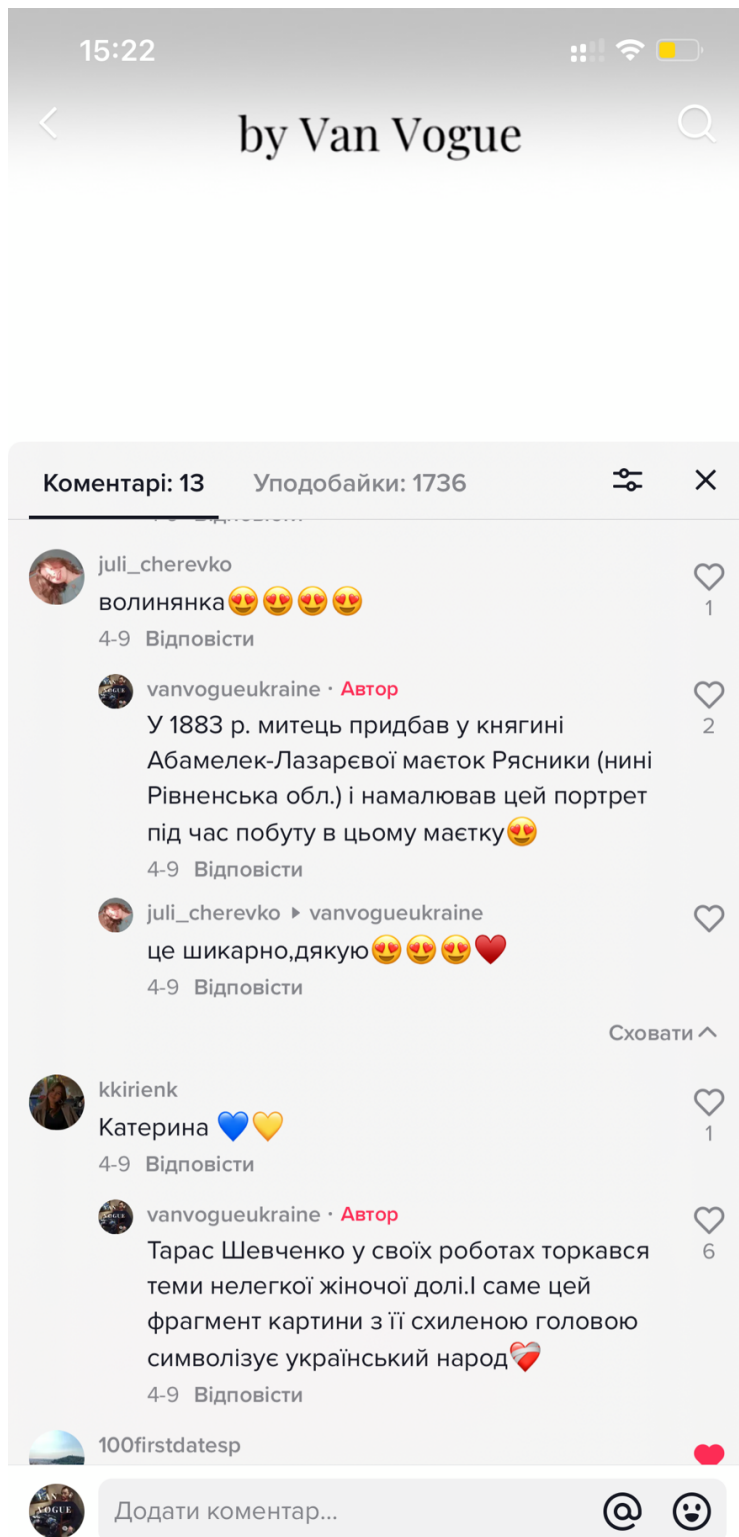 15:22
by Van Vogue
Коментарі: 13
Уподобайки: 1736
juli_cherevko
волинянка😍😍😍😍
1
4-9 Відповісти
vanvogueukraine · Автор
У 1883 р. митець придбав у княгині
Абамелек-Лазарєвої маєток Рясники (нині
Рівненська обл.) і намалював цей портрет
під час побуту в цьому маєтку😍
2
4-9 Відповісти
juli_cherevko ▸ vanvogueukraine
це шикарно,дякую😍😍😍♥️
4-9 Відповісти
Сховати
kkirienk
Катерина 💙💛
1
4-9 Відповісти
vanvogueukraine · Автор
Тарас Шевченко у своїх роботах торкався
теми нелегкої жіночої долі.І саме цей
фрагмент картини з її схиленою головою
символізує український народ❤️‍🩹
6
4-9 Відповісти
100firstdatesp
VAN
VOGUE
Додати коментар...